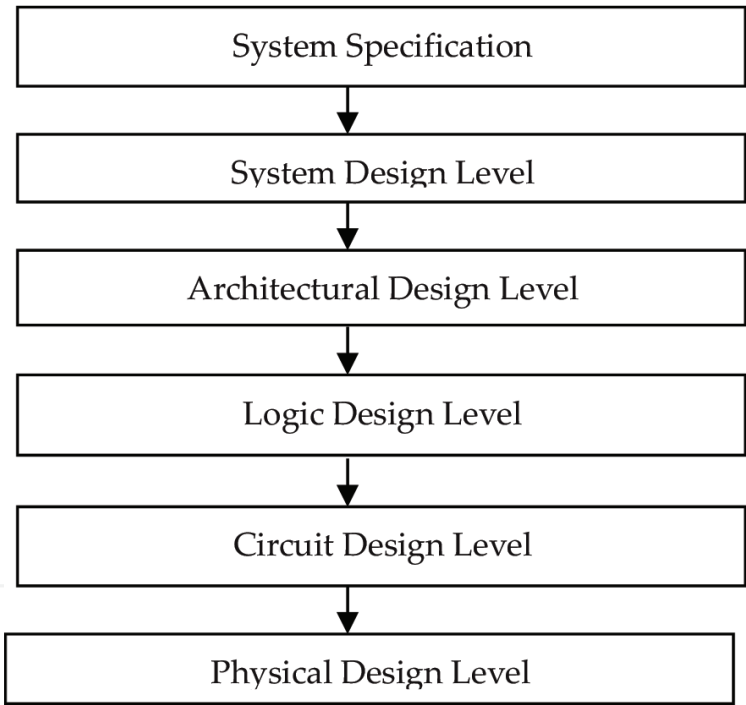 System Specification
System Design Level
Architectural Design Level
Logic Design Level
Circuit Design Level
Physical Design Level